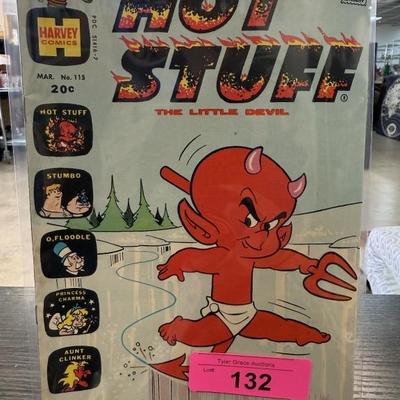 HOT
STUFF
THE LITTLE DEVIL
H
HARVEY
COMICS
MAR. No. 115
20¢
HOT STUFF
STUMBO
O.FLOODLE
PRINCESS
CHARMA
AUNT
CLINKER
Tyler Grace Auctions
Lot#
132